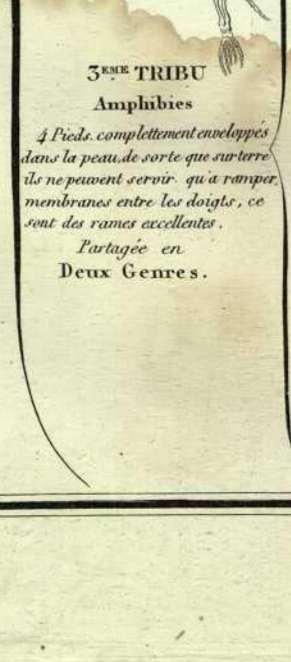 3EME TRIBU
Amphibies
4 Pieds. complettement enveloppés
dans la peau, de sorte que sur terre
ils ne peuvent servir qu'a ramper,
membranes entre les doigts, ce
sont des rames excellentes.
Partagée en
Deux Genres.